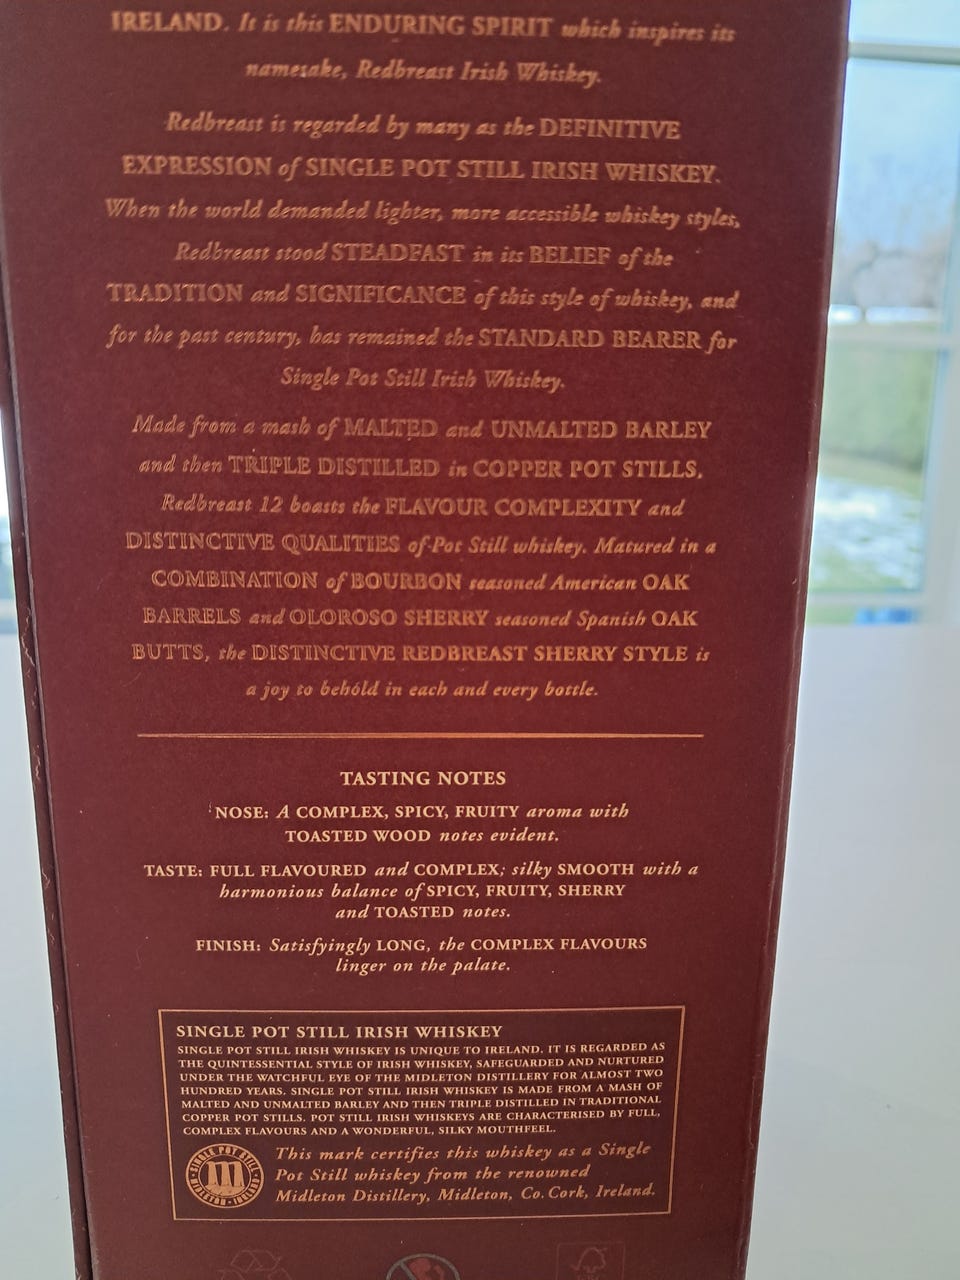 IRELAND. It is this ENDURING SPIRIT which inspires its
namesake, Redbreast Irish Whiskey.
Redbreast is regarded by many as the DEFINITIVE
EXPRESSION of SINGLE POT STILL IRISH WHISKEY.
When the world demanded lighter, more accessible whiskey styles,
Redbreast stood STEADFAST in its BELIEF of the
TRADITION and SIGNIFICANCE of this style of whiskey, and
for the past century, has remained the STANDARD BEARER for
Single Pot Still Irish Whiskey.
Made from a mash of MALTED and UNMALTED BARLEY
and then TRIPLE DISTILLED in COPPER POT STILLS,
Redbreast 12 boasts the FLAVOUR COMPLEXITY and
DISTINCTIVE QUALITIES of Pot Still whiskey. Matured in a
COMBINATION of BOURBON seasoned American OAK
BARRELS and OLOROSO SHERRY seasoned Spanish OAK
BUTTS, the DISTINCTIVE REDBREAST SHERRY STYLE is
a joy to behold in each and every bottle.
TASTING NOTES
NOSE: A COMPLEX, SPICY, FRUITY aroma with
TOASTED WOOD notes evident.
TASTE: FULL FLAVOURED and COMPLEX; silky SMOOTH with a
harmonious balance of SPICY, FRUITY, SHERRY
and TOASTED notes.
FINISH: Satisfyingly LONG, the COMPLEX FLAVOURS
linger on the palate.
SINGLE POT STILL IRISH WHISKEY
SINGLE POT STILL IRISH WHISKEY IS UNIQUE TO IRELAND. IT IS REGARDED AS
THE QUINTESSENTIAL STYLE OF IRISH WHISKEY, SAFEGUARDED AND NURTURED
UNDER THE WATCHFUL EYE OF THE MIDLETON DISTILLERY FOR ALMOST TWO
HUNDRED YEARS. SINGLE POT STILL IRISH WHISKEY IS MADE FROM A MASH OF
MALTED AND UNMALTED BARLEY AND THEN TRIPLE DISTILLED IN TRADITIONAL
COPPER POT STILLS. POT STILL IRISH WHISKEYS ARE CHARACTERISED BY FULL,
COMPLEX FLAVOURS AND A WONDERFUL, SILKY MOUTHFEEL.
SINGLE POT STILL
MIDLETON · IRELAND
This mark certifies this whiskey as a Single
Pot Still whiskey from the renowned
Midleton Distillery, Midleton, Co. Cork, Ireland.